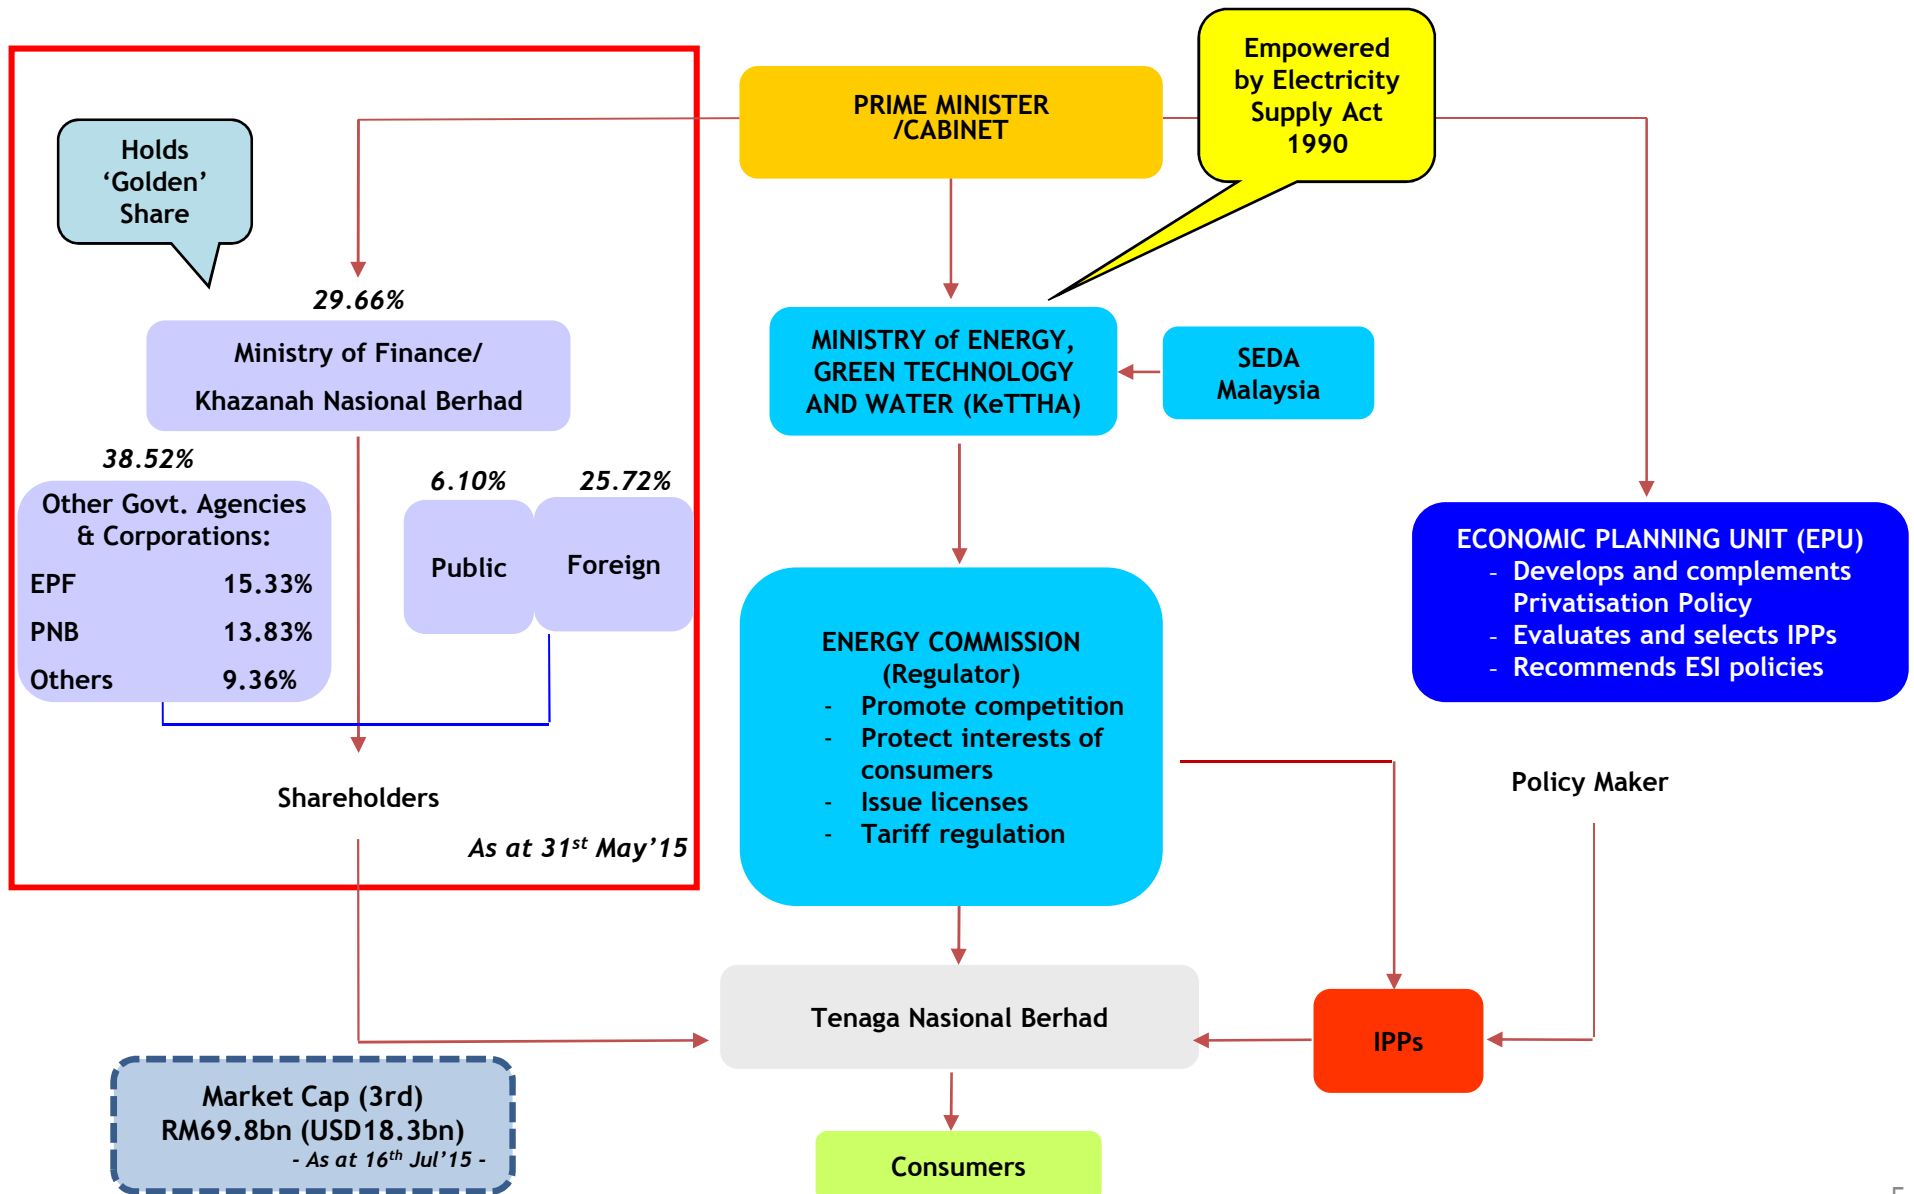 Empowered
by Electricity
Supply Act
1990
PRIME MINISTER
/CABINET
Holds
‘Golden’
Share
29.66%
Ministry of Finance/
Khazanah Nasional Berhad
MINISTRY of ENERGY,
GREEN TECHNOLOGY
AND WATER (KeTTHA)
SEDA
Malaysia
38.52%
Other Govt. Agencies
& Corporations:
EPF 15.33%
PNB 13.83%
Others 9.36%
6.10%
Public
25.72%
Foreign
Shareholders
As at 31st May’15
ENERGY COMMISSION
(Regulator)
- Promote competition
- Protect interests of
consumers
- Issue licenses
- Tariff regulation
ECONOMIC PLANNING UNIT (EPU)
- Develops and complements
Privatisation Policy
- Evaluates and selects IPPs
- Recommends ESI policies
Policy Maker
Tenaga Nasional Berhad
IPPs
Market Cap (3rd)
RM69.8bn (USD18.3bn)
- As at 16th Jul’15 -
Consumers